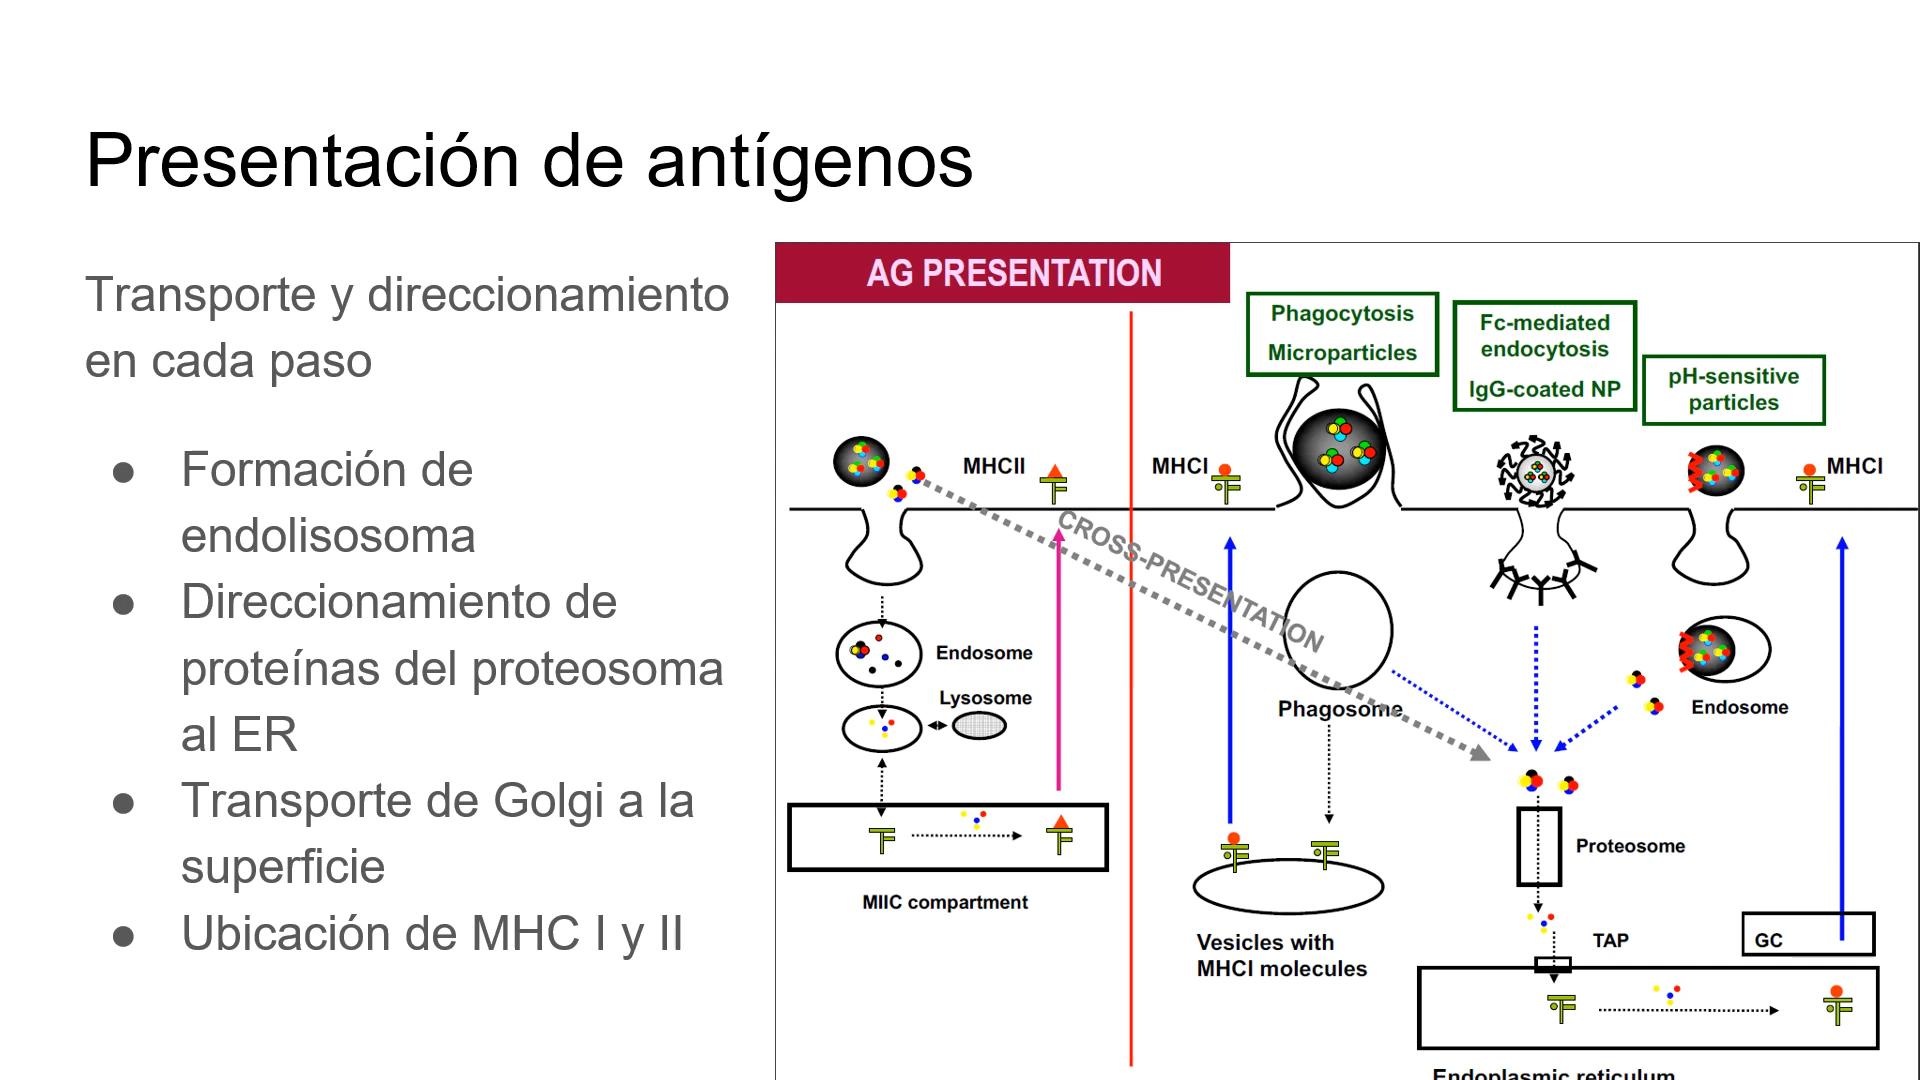 Presentación de antígenos
Transporte y direccionamiento
en cada paso
● Formación de
endolisosoma
● Direccionamiento de
proteínas del proteosoma
al ER
● Transporte de Golgi a la
superficie
● Ubicación de MHC I y II
AG PRESENTATION
Phagocytosis
Microparticles
Fc-mediated
endocytosis
IgG-coated NP
pH-sensitive
particles
MHCII
MHCI
MHCI
CROSS-PRESENTATION
Endosome
Lysosome
Phagosome
Endosome
Proteosome
MIIC compartment
Vesicles with
MHCI molecules
TAP
GC
Endoplasmic reticulum